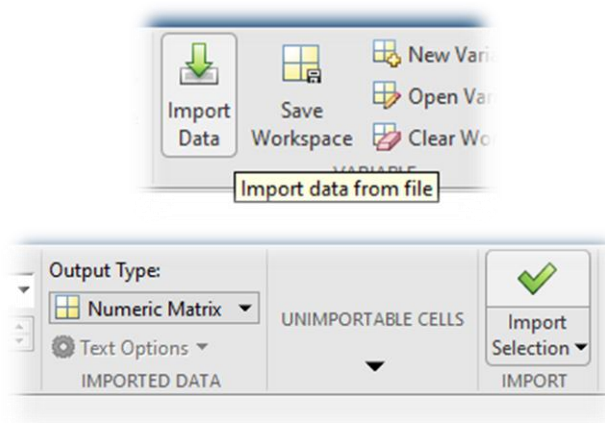 Import
Data
Save
Workspace
New Vari
Open Var
Clear Wo
VARIABLE
Import data from file
Output Type:
Numeric Matrix
Text Options
IMPORTED DATA
UNIMPORTABLE CELLS
Import
Selection
IMPORT